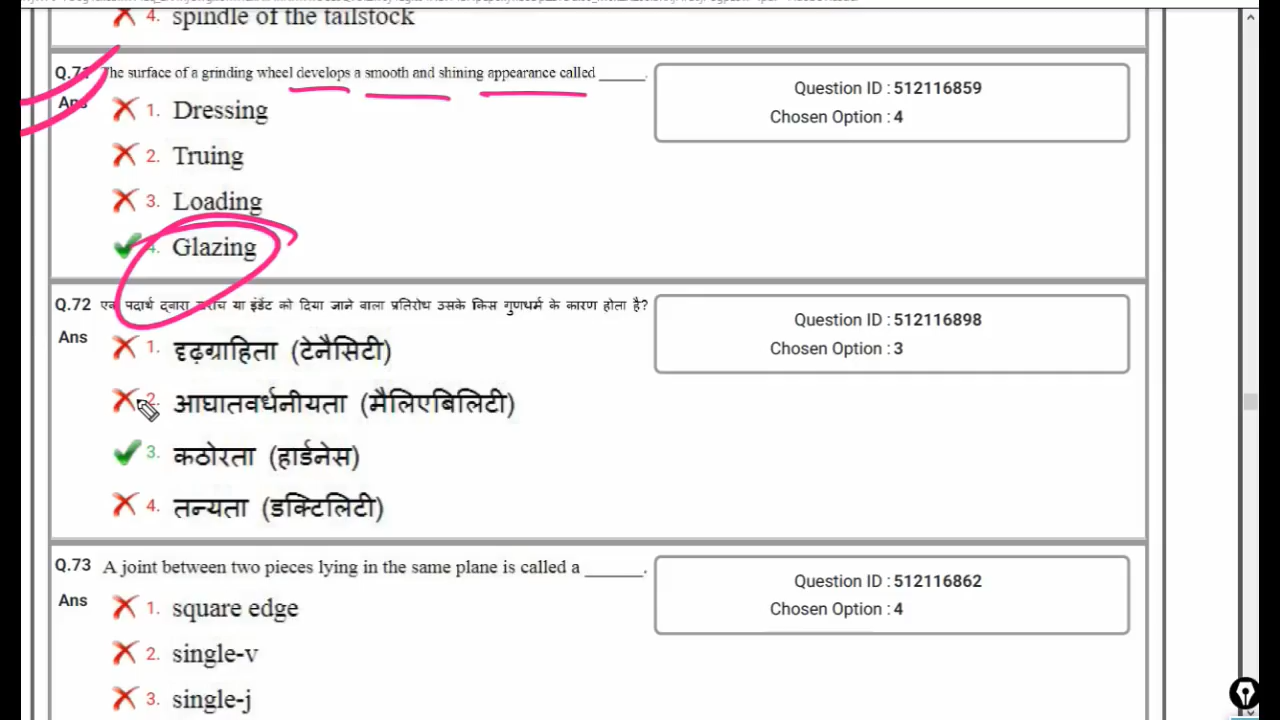 4. spindle of the tailstock
Q.71 The surface of a grinding wheel develops a smooth and shining appearance called _____.
Question ID : 512116859
Chosen Option : 4
Ans
1. Dressing
2. Truing
3. Loading
4. Glazing
Q.72 एक पदार्थ द्वारा खरोंच या इंडेंट को दिया जाने वाला प्रतिरोध उसके किस गुणधर्म के कारण होता है?
Question ID : 512116898
Chosen Option : 3
Ans
1. दृढ़ग्राहिता (टेनैसिटी)
2. आघातवर्धनीयता (मैलिएबिलिटी)
3. कठोरता (हार्डनेस)
4. तन्यता (डक्टिलिटी)
Q.73 A joint between two pieces lying in the same plane is called a ______.
Question ID : 512116862
Chosen Option : 4
Ans
1. square edge
2. single-v
3. single-j